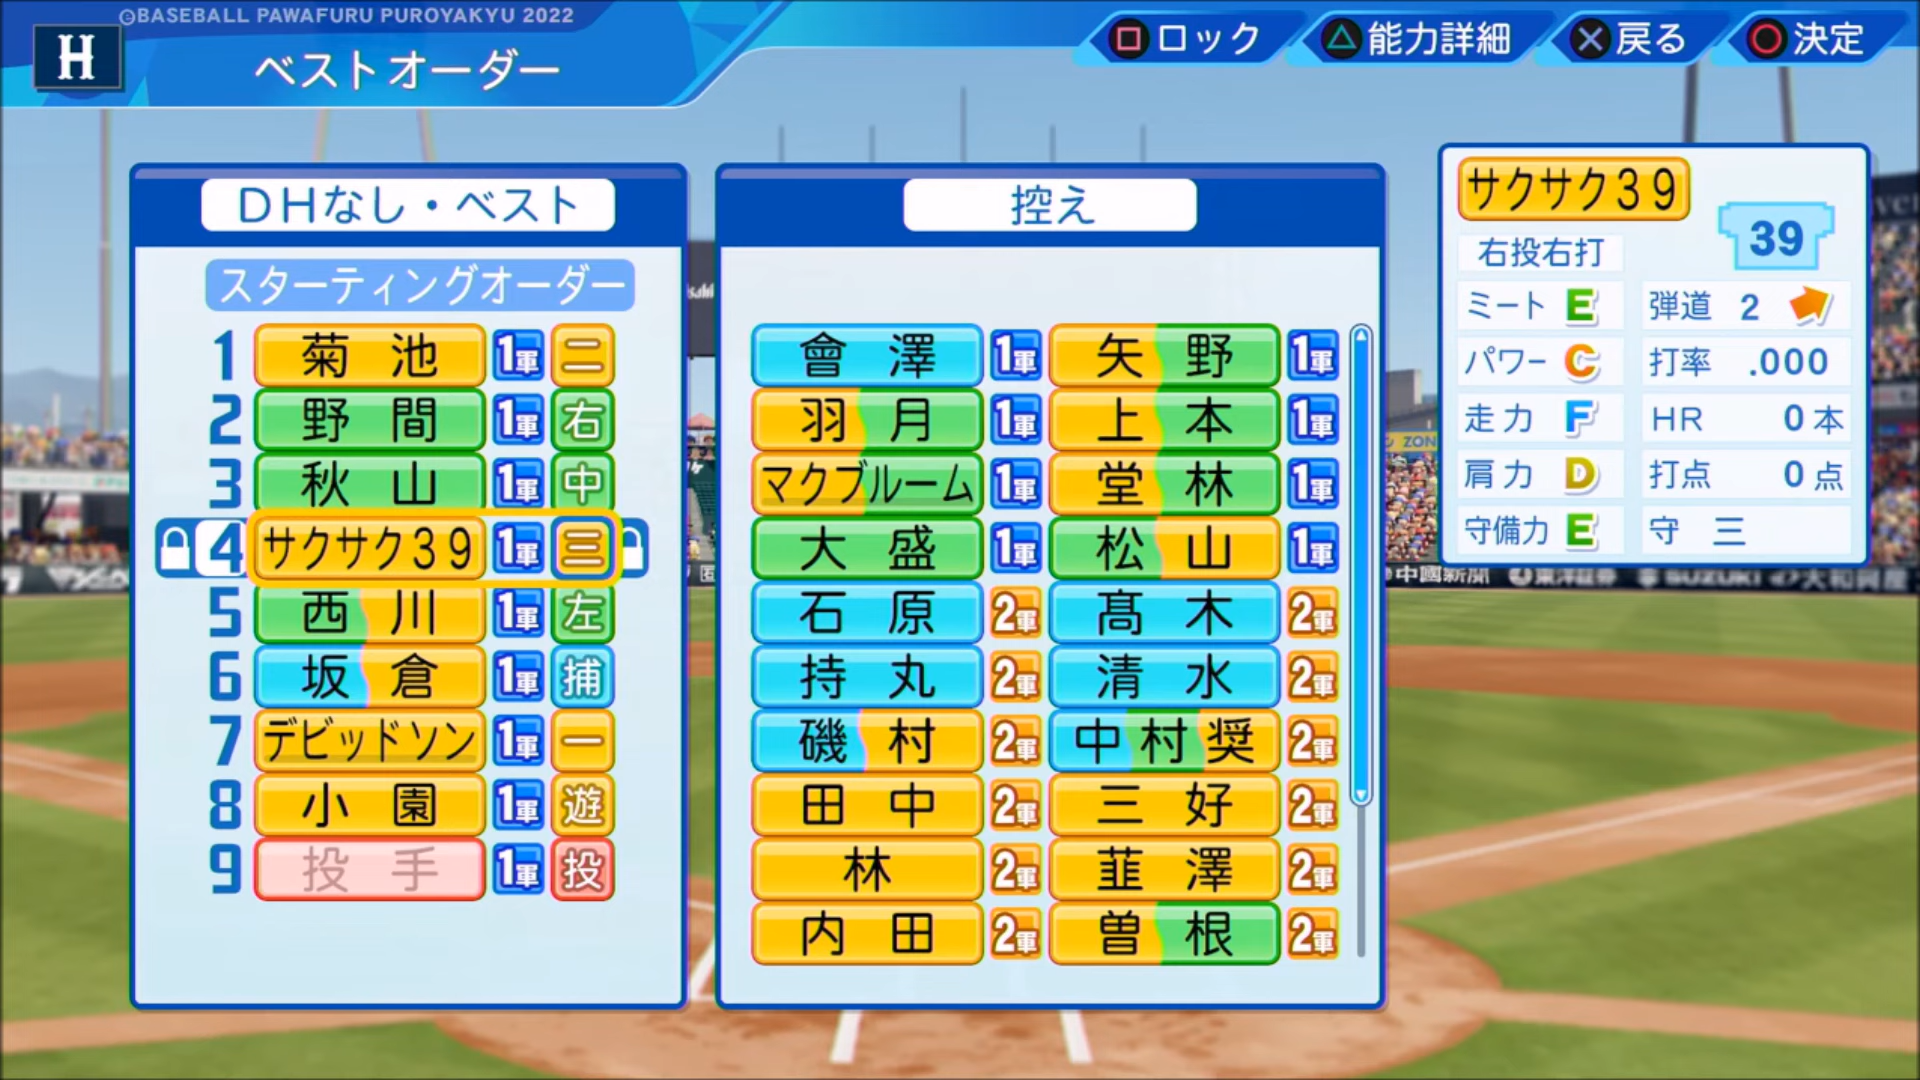 ©BASEBALL PAWAFURU PUROYAKYU 2022
H
ベストオーダー
ロック
能力詳細
戻る
決定
DHなし・ベスト
スターティングオーダー
1 菊池 1軍 二
2 野間 1軍 右
3 秋山 1軍 中
4 サクサク39 1軍 三
5 西川 1軍 左
6 坂倉 1軍 捕
7 デビッドソン 1軍 一
8 小園 1軍 遊
9 投手 1軍 投
控え
會澤 1軍 矢野 1軍
羽月 1軍 上本 1軍
マクブルーム 1軍 堂林 1軍
大盛 1軍 松山 1軍
石原 2軍 髙木 2軍
持丸 2軍 清水 2軍
磯村 2軍 中村奨 2軍
田中 2軍 三好 2軍
林 2軍 韮澤 2軍
内田 2軍 曽根 2軍
サクサク39
39
右投右打
ミート E 弾道 2
パワー C 打率 .000
走力 F HR 0本
肩力 D 打点 0点
守備力 E 守 三
ZON
中國新聞
SUZUKI